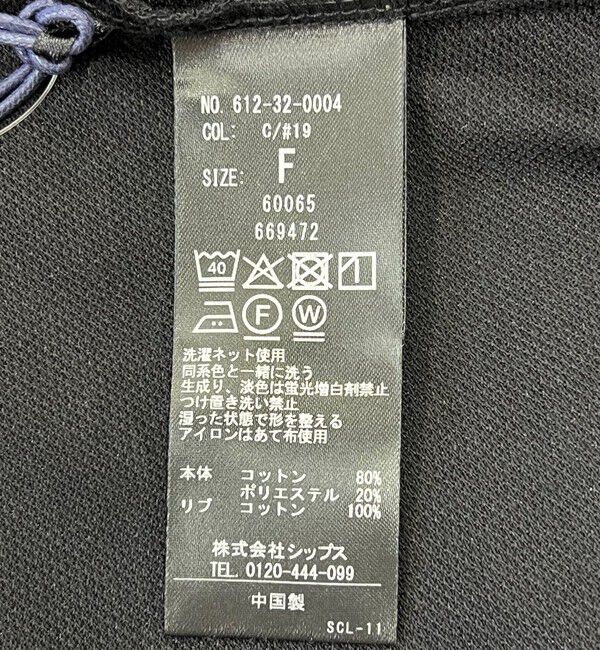 NO. 612-32-0004
COL: C/#19
SIZE: F
60065
669472
40
F W
洗濯ネット使用
同系色と一緒に洗う
生成り、淡色は蛍光増白剤禁止
つけ置き洗い禁止
湿った状態で形を整える
アイロンはあて布使用
本体 コットン 80%
ポリエステル 20%
リブ コットン 100%
株式会社シップス
TEL. 0120-444-099
中国製
SCL-11